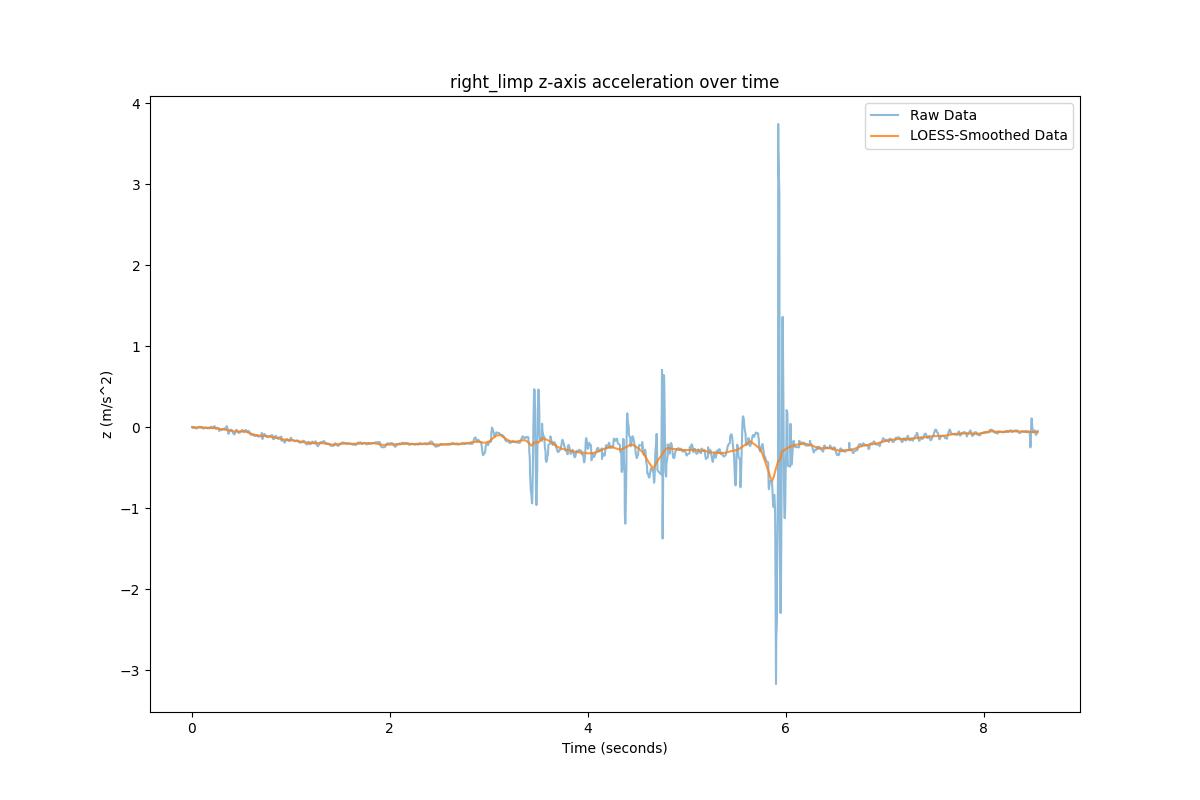 right_limp z-axis acceleration over time
Raw Data
LOESS-Smoothed Data
z (m/s^2)
4
3
2
1
0
−1
−2
−3
0
2
4
6
8
Time (seconds)